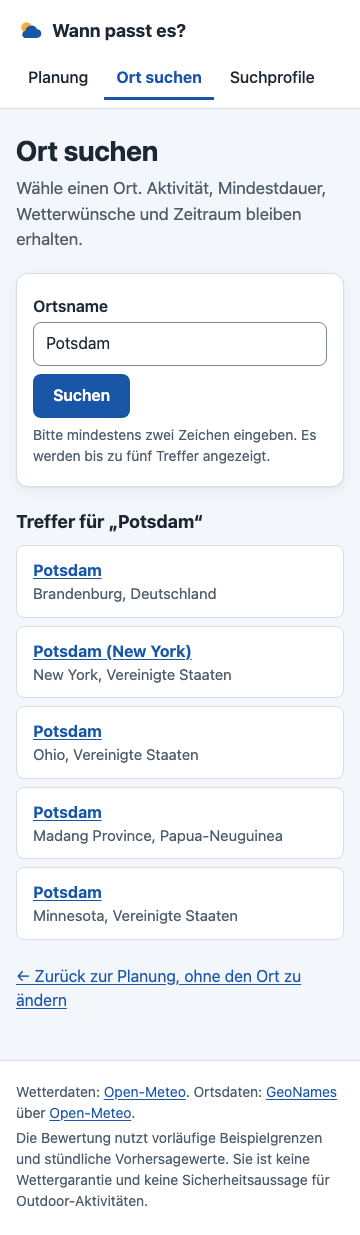 Wann passt es?
Planung Ort suchen Suchprofile
Ort suchen
Wähle einen Ort. Aktivität, Mindestdauer,
Wetterwünsche und Zeitraum bleiben
erhalten.
Ortsname
Potsdam
Suchen
Bitte mindestens zwei Zeichen eingeben. Es
werden bis zu fünf Treffer angezeigt.
Treffer für „Potsdam“
Potsdam
Brandenburg, Deutschland
Potsdam (New York)
New York, Vereinigte Staaten
Potsdam
Ohio, Vereinigte Staaten
Potsdam
Madang Province, Papua-Neuguinea
Potsdam
Minnesota, Vereinigte Staaten
← Zurück zur Planung, ohne den Ort zu
ändern
Wetterdaten: Open-Meteo. Ortsdaten: GeoNames
über Open-Meteo.
Die Bewertung nutzt vorläufige Beispielgrenzen
und stündliche Vorhersagewerte. Sie ist keine
Wettergarantie und keine Sicherheitsaussage für
Outdoor-Aktivitäten.